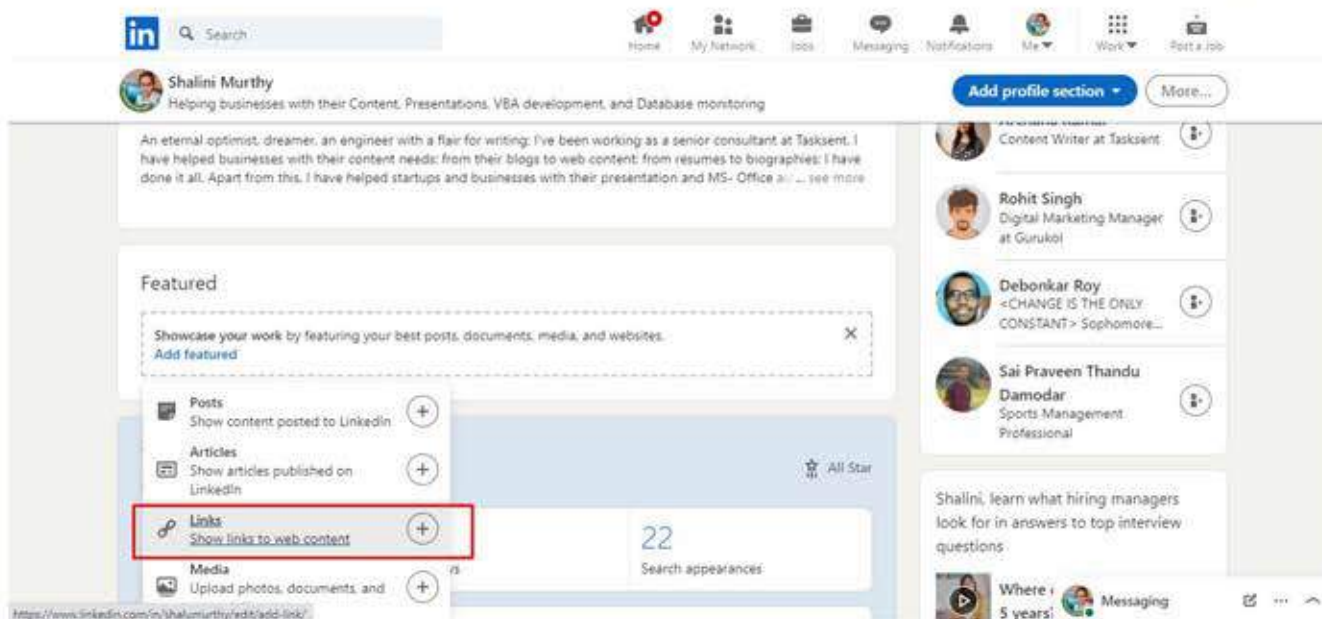 in Search
Home My Network Jobs Messaging Notifications Me Work Post a Job
Shalini Murthy
Helping businesses with their Content, Presentations, VBA development, and Database monitoring
Add profile section More...
An eternal optimist, dreamer, an engineer with a flair for writing: I've been working as a senior consultant at Tasksent. I
have helped businesses with their content needs: from their blogs to web content: from resumes to biographies: I have
done it all. Apart from this, I have helped startups and businesses with their presentation and MS- Office ... see more
Featured
Showcase your work by featuring your best posts, documents, media, and websites.
Add featured
Posts
Show content posted to LinkedIn
Articles
Show articles published on
LinkedIn
Links
Show links to web content
Media
Upload photos, documents, and
All Star
22
Search appearances
https://www.linkedin.com/in/shalumurthy/edit/add-link/
Content Writer at Tasksent
Rohit Singh
Digital Marketing Manager
at Gurukol
Debonkar Roy
<CHANGE IS THE ONLY
CONSTANT> Sophomore...
Sai Praveen Thandu
Damodar
Sports Management
Professional
Shalini, learn what hiring managers
look for in answers to top interview
questions
Where
5 years
Messaging